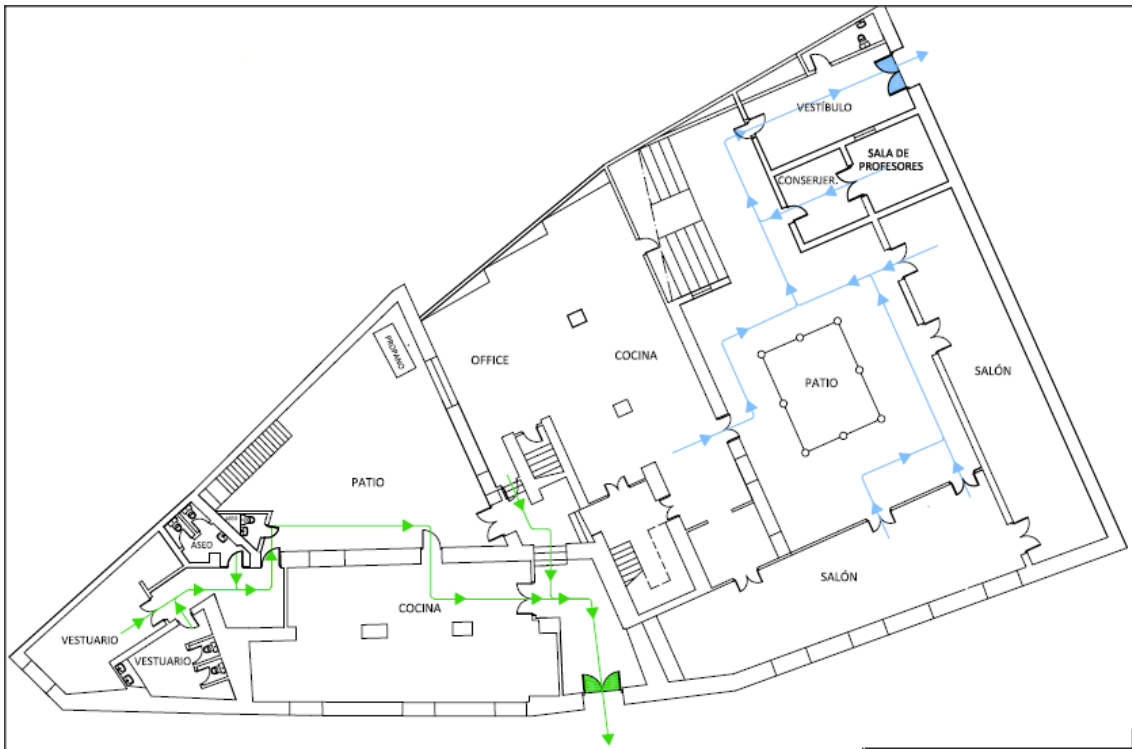 VESTÍBULO
SALA DE
PROFESORES
CONSERJER.
PROPANO
OFFICE
COCINA
PATIO
SALÓN
PATIO
ASEO
COCINA
SALÓN
VESTUARIO
VESTUARIO